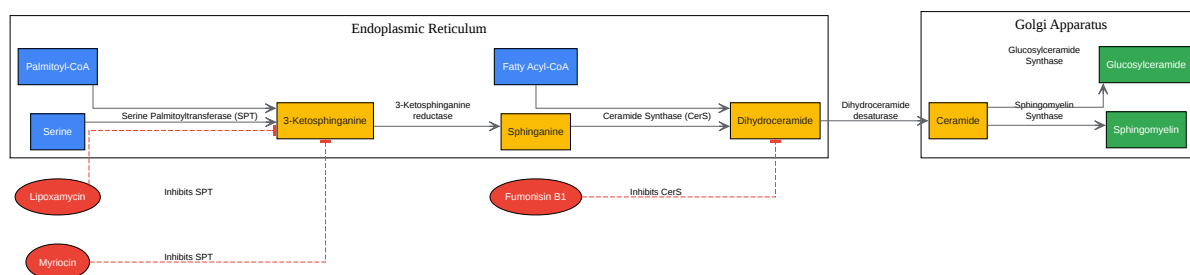 Endoplasmic Reticulum
Golgi Apparatus
Palmitoyl-CoA
Fatty Acyl-CoA
Glucosylceramide
Synthase
Glucosylceramide
Serine
Serine Palmitoyltransferase (SPT)
3-Ketosphinganine
3-Ketosphinganine
reductase
Sphinganine
Ceramide Synthase (CerS)
Dihydroceramide
Dihydroceramide
desaturase
Ceramide
Sphingomyelin
Synthase
Sphingomyelin
Lipoxamycin
Inhibits SPT
Fumonisin B1
Inhibits CerS
Myriocin
Inhibits SPT